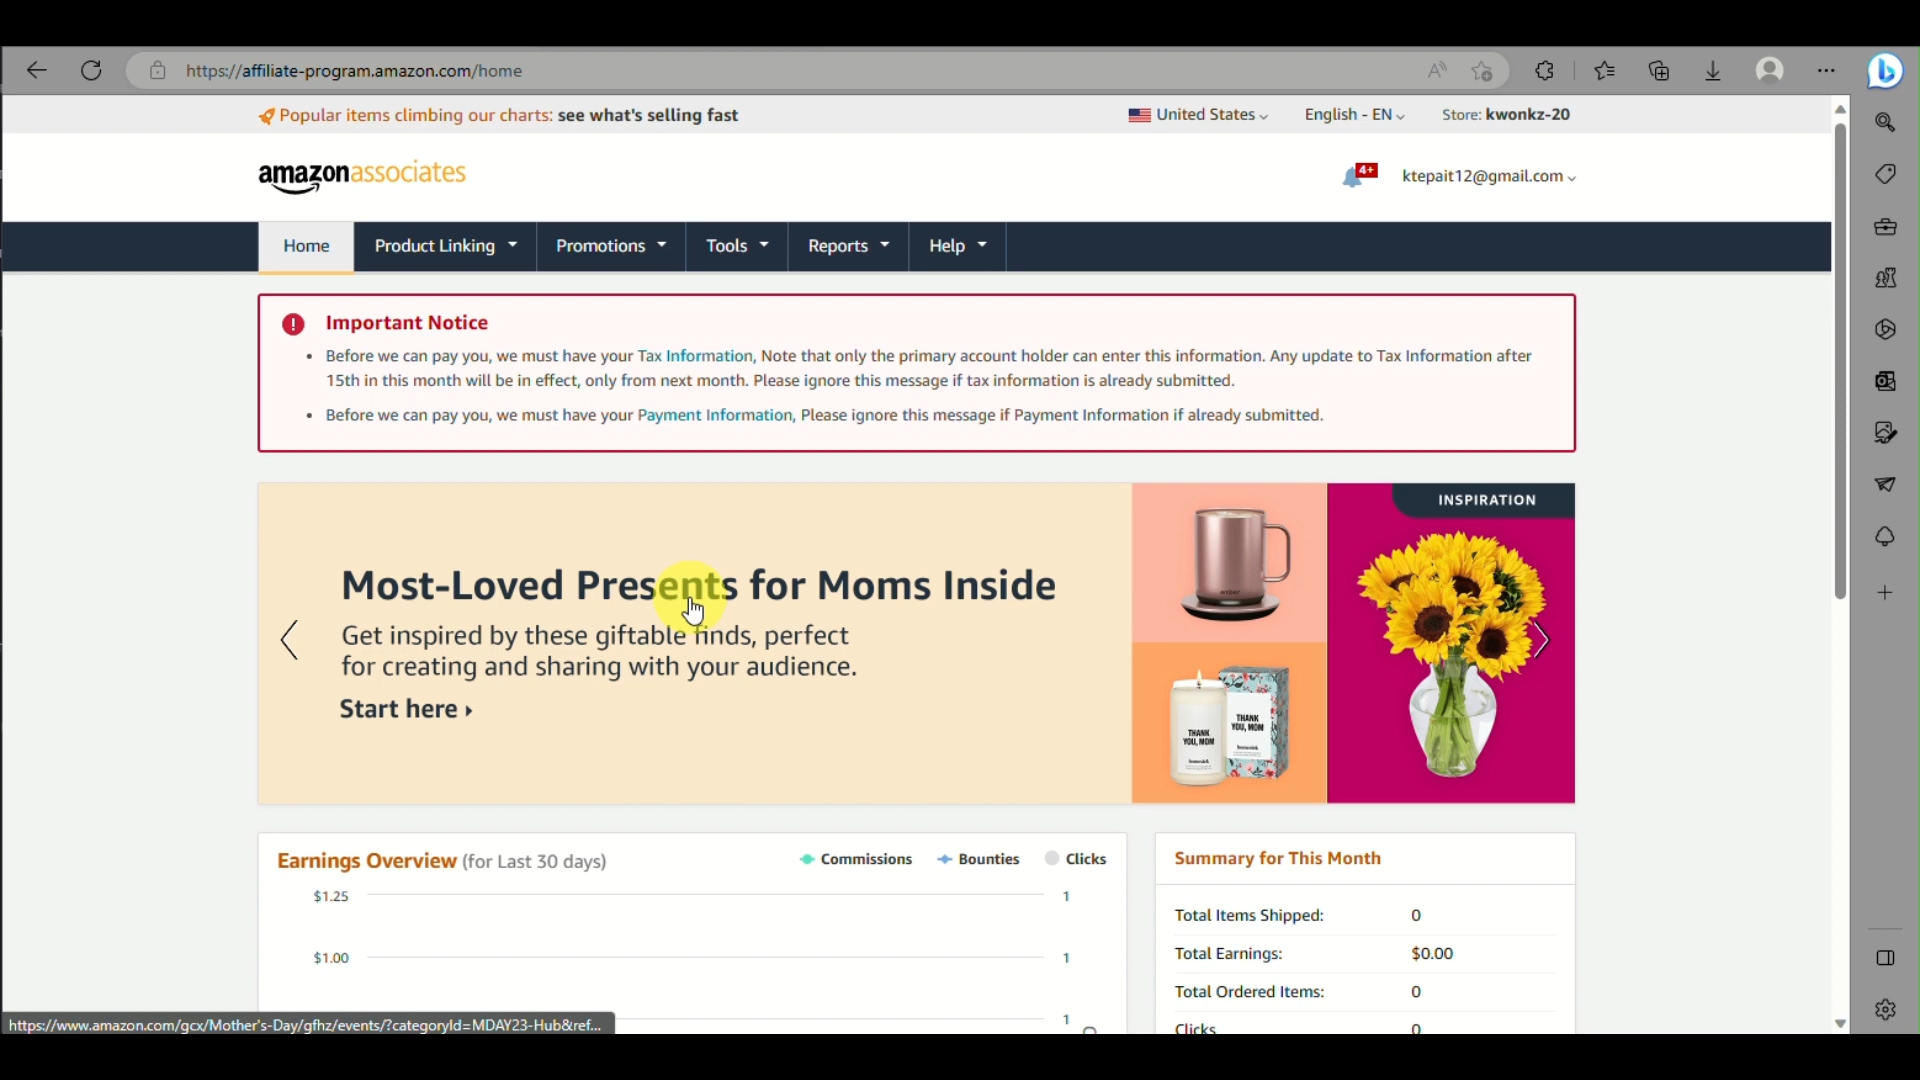 https://affiliate-program.amazon.com/home
Popular items climbing our charts: see what's selling fast
United States
English - EN
Store: kwonkz-20
amazonassociates
4+
ktepait12@gmail.com
Home
Product Linking
Promotions
Tools
Reports
Help
Important Notice
• Before we can pay you, we must have your Tax Information, Note that only the primary account holder can enter this information. Any update to Tax Information after
15th in this month will be in effect, only from next month. Please ignore this message if tax information is already submitted.
• Before we can pay you, we must have your Payment Information, Please ignore this message if Payment Information if already submitted.
INSPIRATION
Most-Loved Presents for Moms Inside
Get inspired by these giftable finds, perfect
for creating and sharing with your audience.
Start here
ember
THANK
YOU, MOM
homesick
THANK
YOU, MOM
homesick
Earnings Overview (for Last 30 days)
Commissions
Bounties
Clicks
$1.25
1
$1.00
1
1
Summary for This Month
Total Items Shipped: 0
Total Earnings: $0.00
Total Ordered Items: 0
Clicks 0
https://www.amazon.com/gcx/Mother's-Day/gfhz/events/?categoryId=MDAY23-Hub&ref...